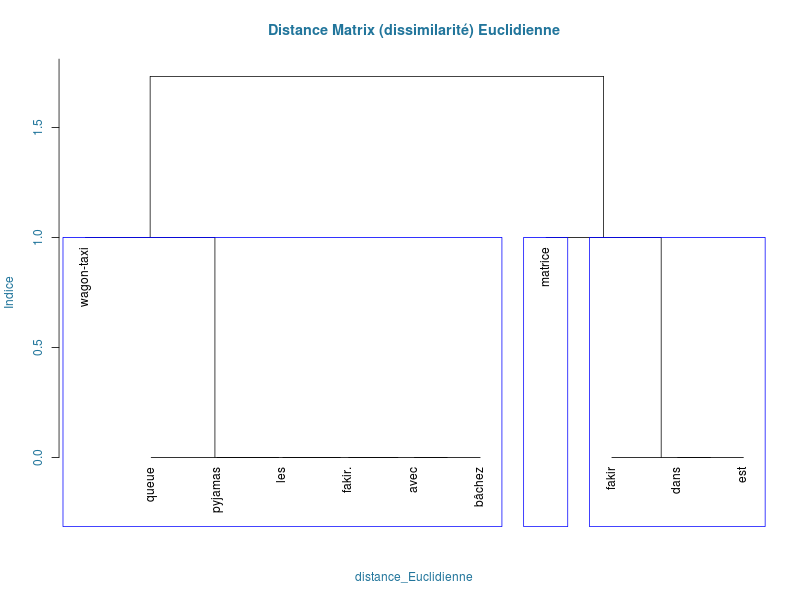 Distance Matrix (dissimilarité) Euclidienne
Indice
1.5
1.0
0.5
0.0
wagon-taxi
queue
pyjamas
les
fakir.
avec
bâchez
matrice
fakir
dans
est
distance_Euclidienne